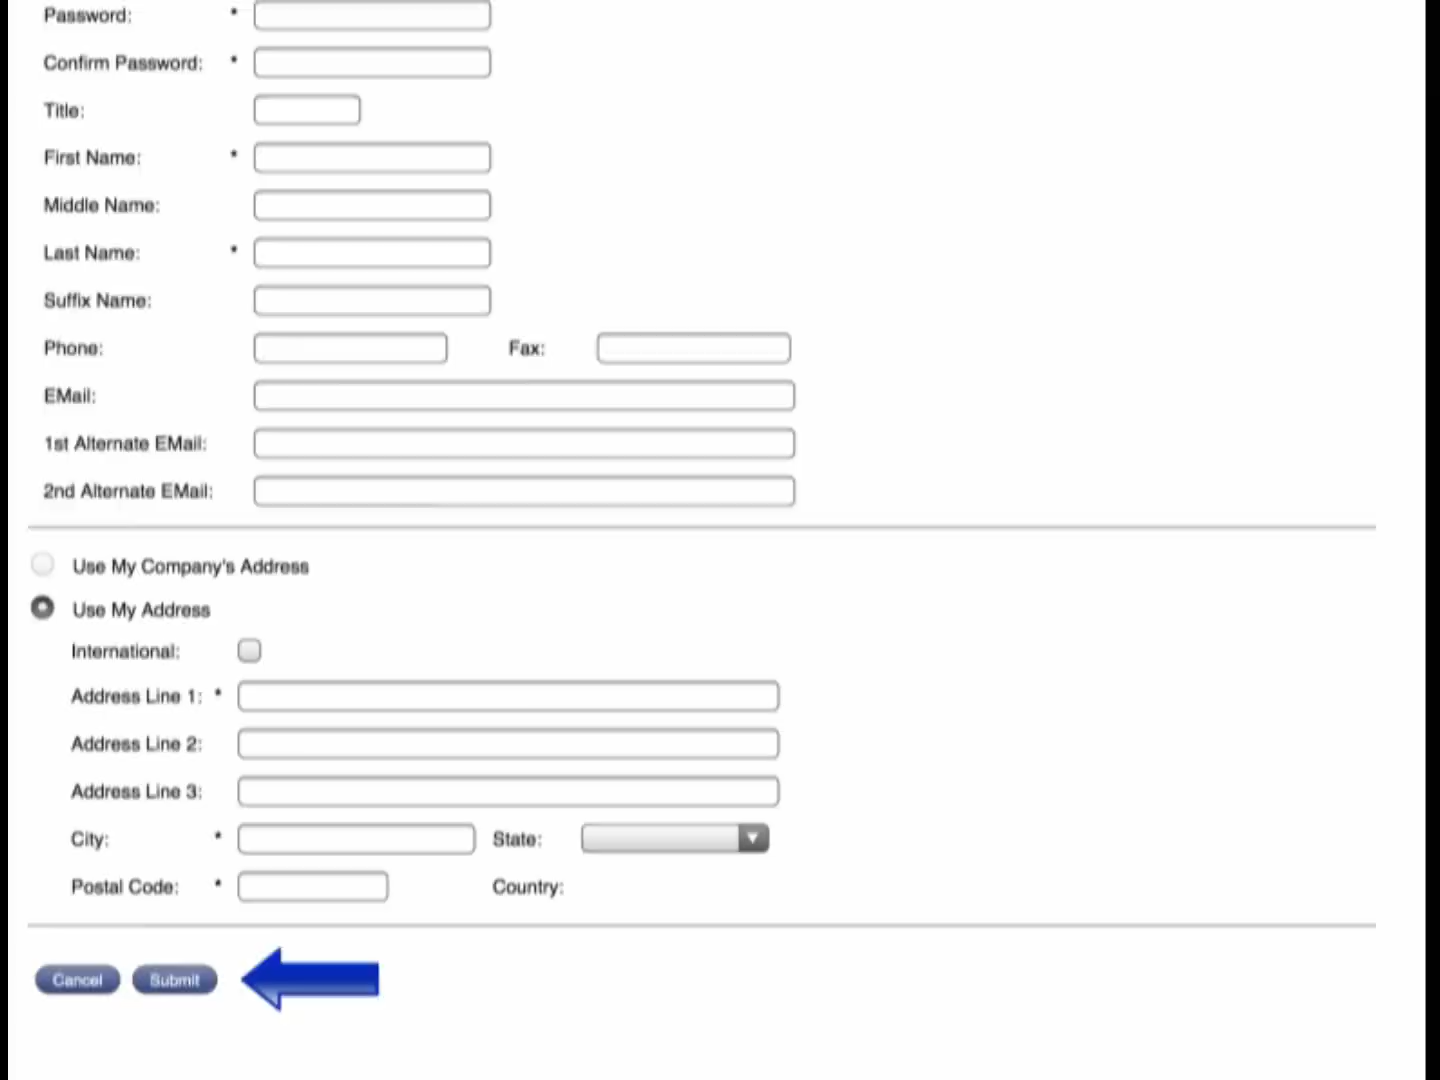 Password: *
Confirm Password: *
Title:
First Name: *
Middle Name:
Last Name: *
Suffix Name:
Phone: Fax:
EMail:
1st Alternate EMail:
2nd Alternate EMail:
Use My Company's Address
Use My Address
International:
Address Line 1: *
Address Line 2:
Address Line 3:
City: * State:
Postal Code: * Country:
Cancel Submit